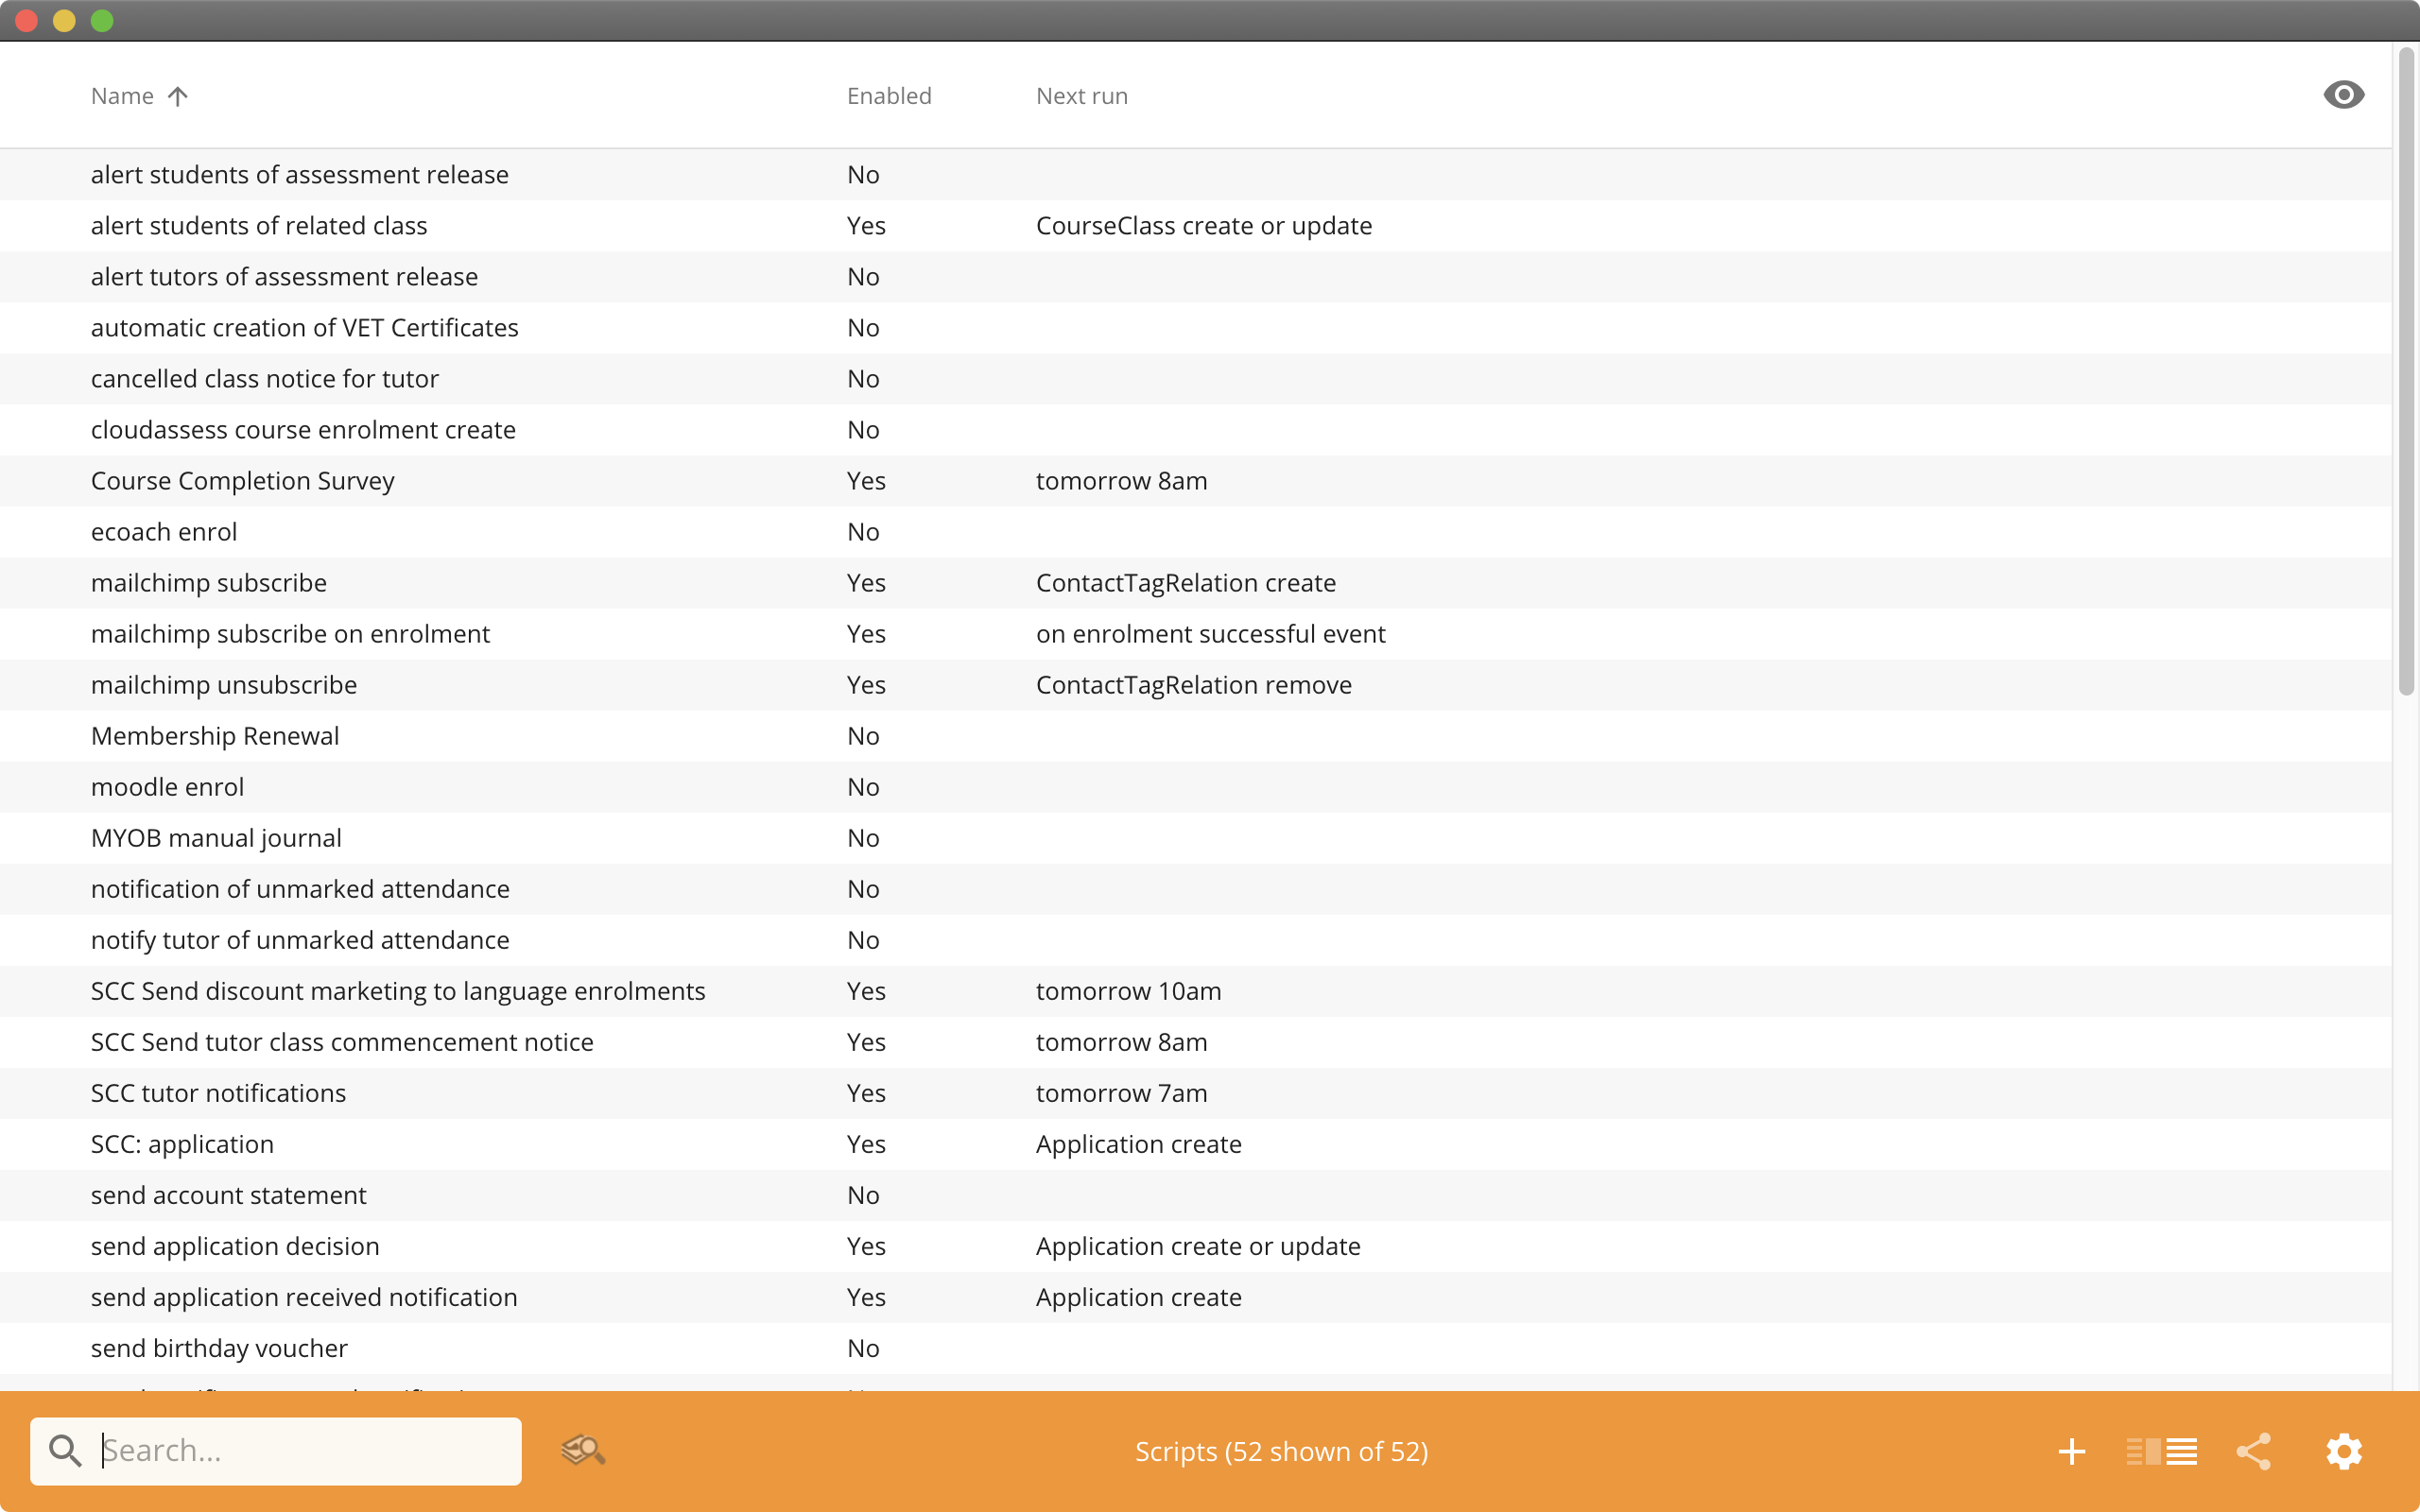 Name Enabled Next run
alert students of assessment release No
alert students of related class Yes CourseClass create or update
alert tutors of assessment release No
automatic creation of VET Certificates No
cancelled class notice for tutor No
cloudassess course enrolment create No
Course Completion Survey Yes tomorrow 8am
ecoach enrol No
mailchimp subscribe Yes ContactTagRelation create
mailchimp subscribe on enrolment Yes on enrolment successful event
mailchimp unsubscribe Yes ContactTagRelation remove
Membership Renewal No
moodle enrol No
MYOB manual journal No
notification of unmarked attendance No
notify tutor of unmarked attendance No
SCC Send discount marketing to language enrolments Yes tomorrow 10am
SCC Send tutor class commencement notice Yes tomorrow 8am
SCC tutor notifications Yes tomorrow 7am
SCC: application Yes Application create
send account statement No
send application decision Yes Application create or update
send application received notification Yes Application create
send birthday voucher No
Search... Scripts (52 shown of 52)